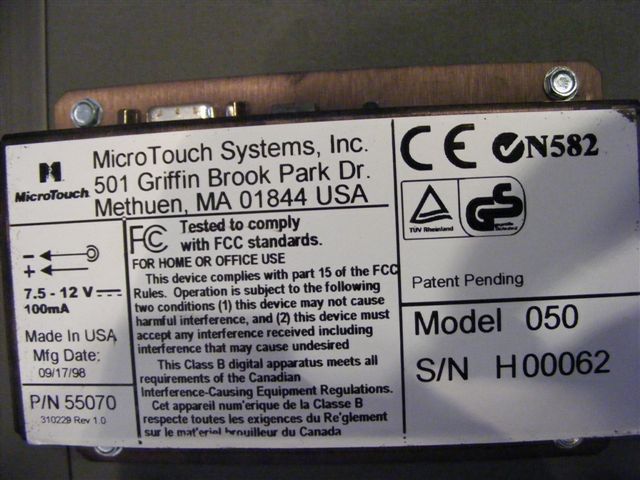 MicroTouch
MicroTouch Systems, Inc.
501 Griffin Brook Park Dr.
Methuen, MA 01844 USA
FC
Tested to comply
with FCC standards.
FOR HOME OR OFFICE USE
This device complies with part 15 of the FCC
Rules. Operation is subject to the following
two conditions (1) this device may not cause
harmful interference, and (2) this device must
accept any interference received including
interference that may cause undesired
This Class B digital apparatus meets all
requirements of the Canadian
Interference-Causing Equipment Regulations.
Cet appareil num'erique de la Classe B
respecte toutes les exigences du Re'glement
sur le mat'eriel brouilleur du Canada
-
+
7.5 - 12 V
100mA
Made In USA
Mfg Date:
09/17/98
P/N 55070
310229 Rev 1.0
CE N582
TÜV Rheinland
GS
Patent Pending
Model 050
S/N H00062